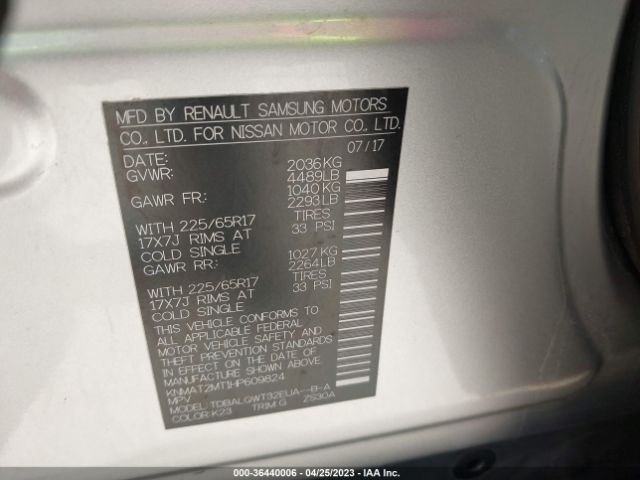 MFD BY RENAULT SAMSUNG MOTORS
CO., LTD. FOR NISSAN MOTOR CO., LTD.
DATE: 07/17
GVWR: 2036KG
4489LB
GAWR FR: 1040KG
2293LB
WITH 225/65R17 TIRES
17X7J RIMS AT 33 PSI
COLD SINGLE
GAWR RR: 1027KG
2264LB
WITH 225/65R17 TIRES
17X7J RIMS AT 33 PSI
COLD SINGLE
THIS VEHICLE CONFORMS TO
ALL APPLICABLE FEDERAL
MOTOR VEHICLE SAFETY AND
THEFT PREVENTION STANDARDS
IN EFFECT ON THE DATE OF
MANUFACTURE SHOWN ABOVE.
KNMAT2MT1HP609824
MPV
MODEL: TDBALGWT32EUA--B-A
COLOR:K23 TRIM:G ZS30A
000-36440006 - 04/25/2023 - IAA Inc.